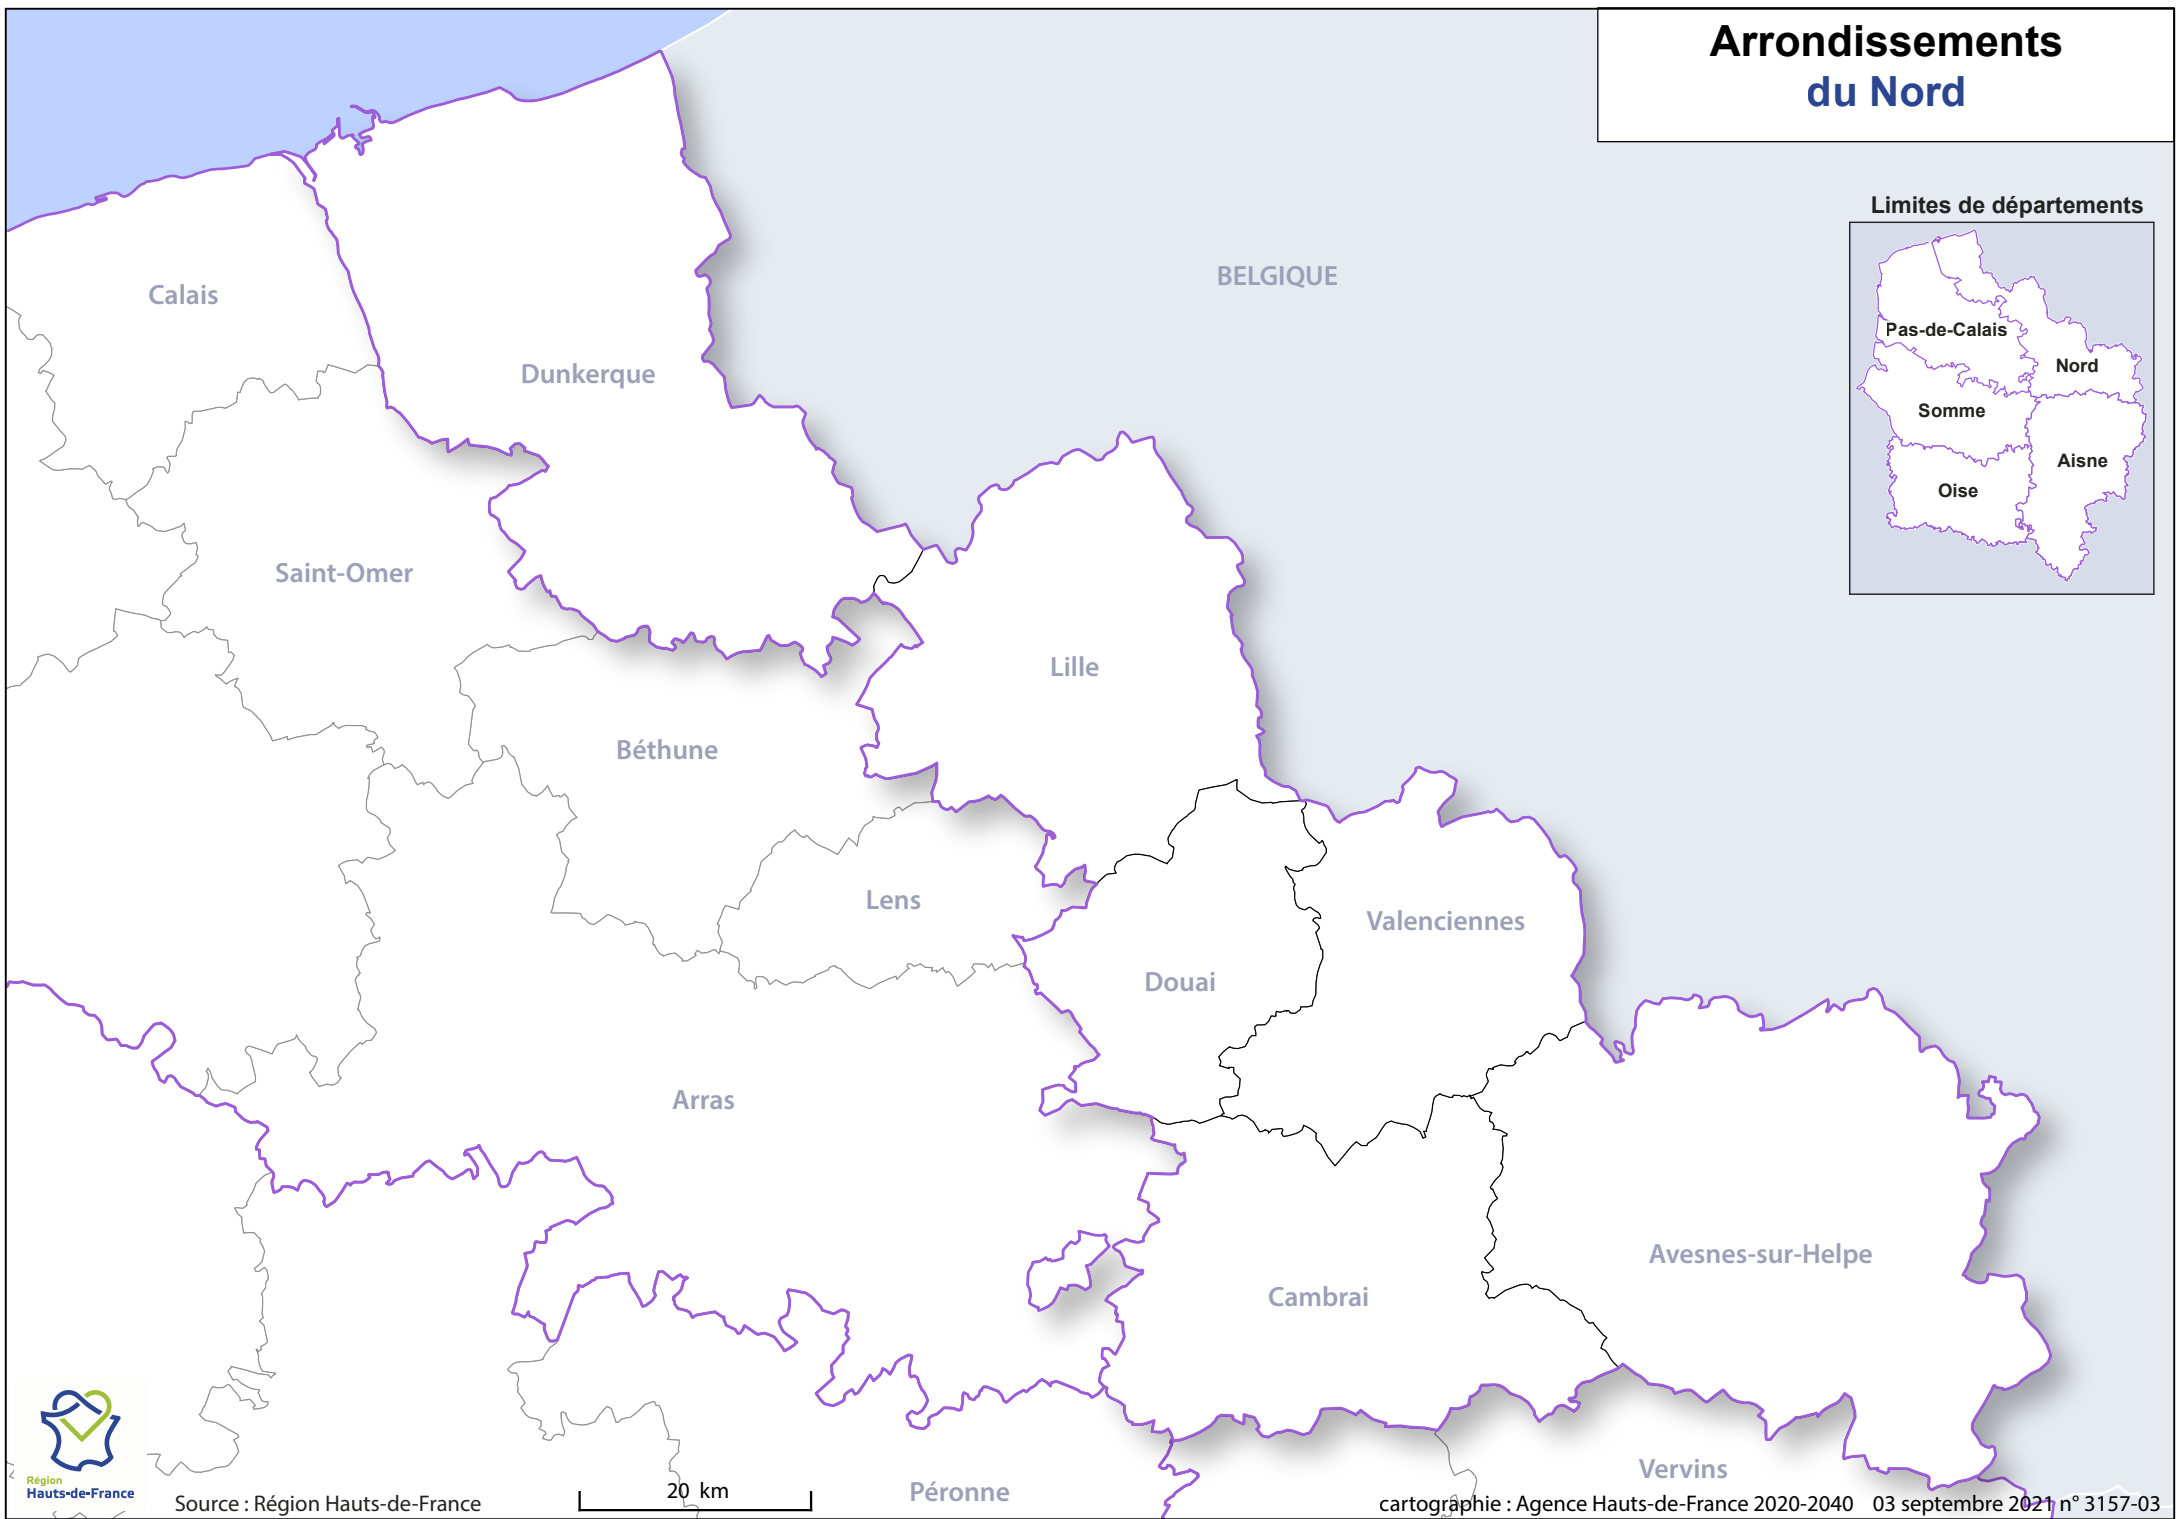 Arrondissements
du Nord
Limites de départements
Pas-de-Calais
Nord
Somme
Aisne
Oise
BELGIQUE
Calais
Dunkerque
Saint-Omer
Lille
Béthune
Lens
Valenciennes
Douai
Arras
Avesnes-sur-Helpe
Cambrai
Vervins
Péronne
Région
Hauts-de-France
Source : Région Hauts-de-France
20 km
cartographie : Agence Hauts-de-France 2020-2040 03 septembre 2021 n° 3157-03